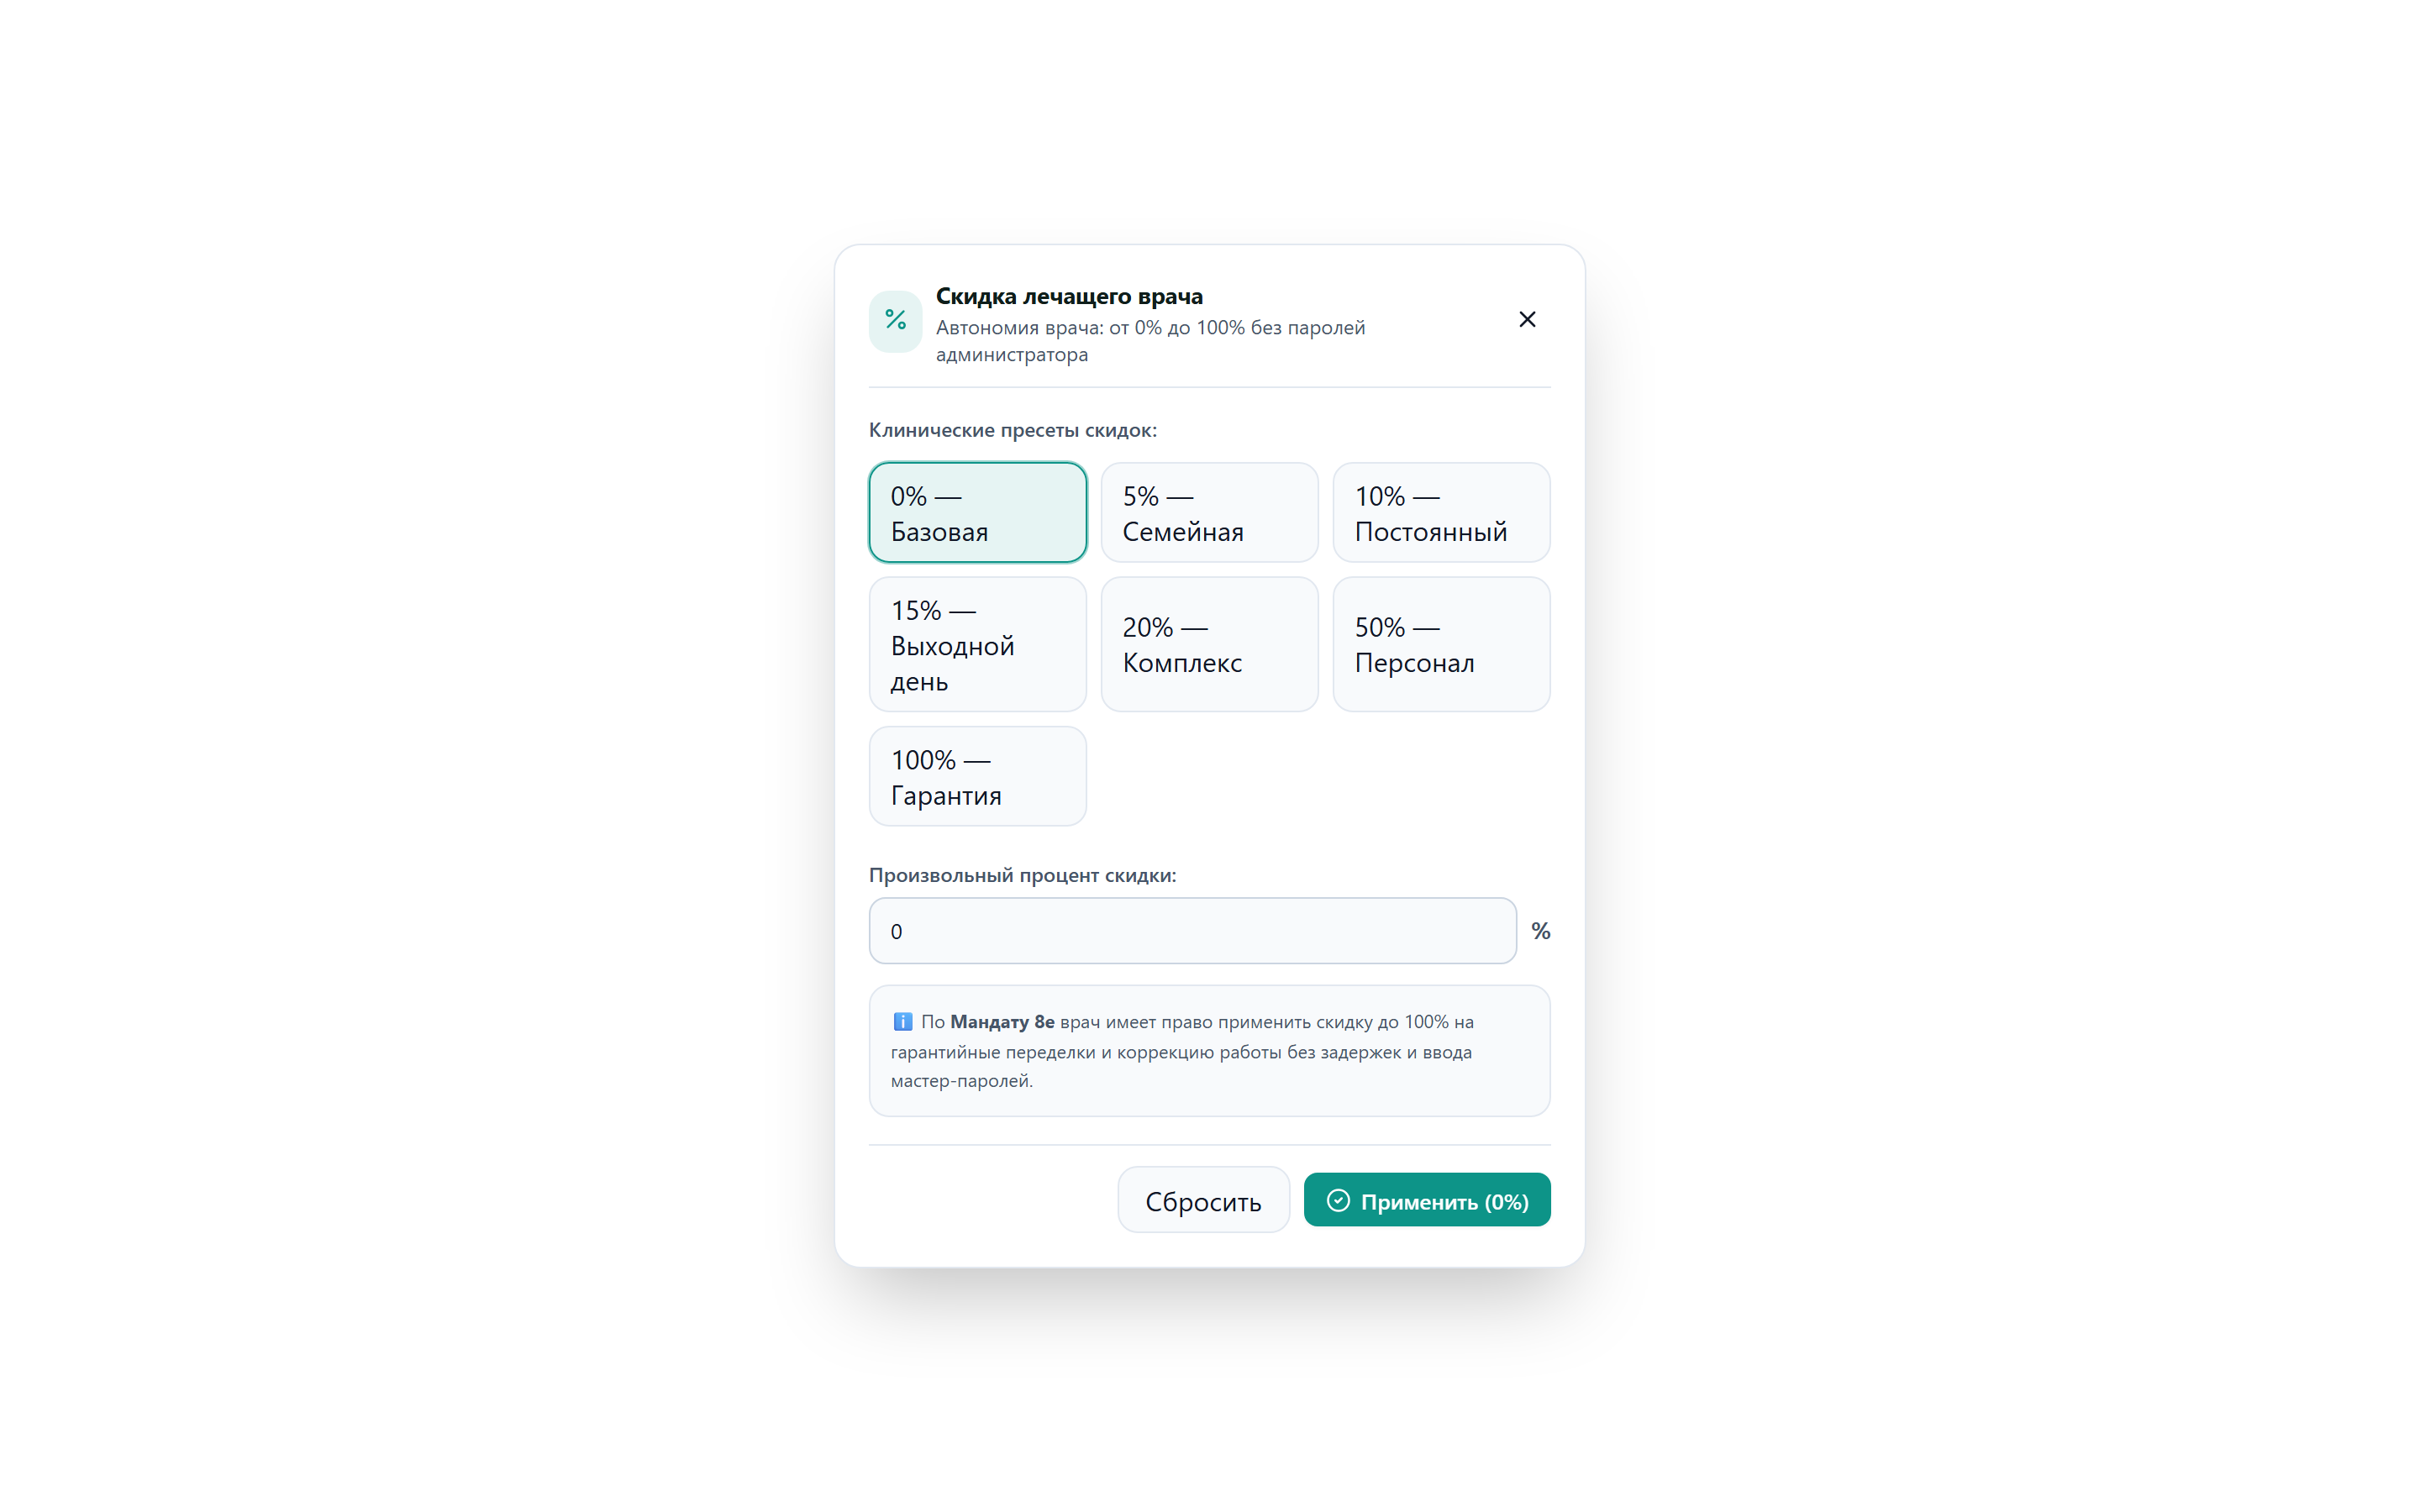 %
Скидка лечащего врача
Автономия врача: от 0% до 100% без паролей
администратора
Клинические пресеты скидок:
0% —
Базовая
5% —
Семейная
10% —
Постоянный
15% —
Выходной
день
20% —
Комплекс
50% —
Персонал
100% —
Гарантия
Произвольный процент скидки:
0
%
ℹ️ По Мандату 8e врач имеет право применить скидку до 100% на
гарантийные переделки и коррекцию работы без задержек и ввода
мастер-паролей.
Сбросить
Применить (0%)